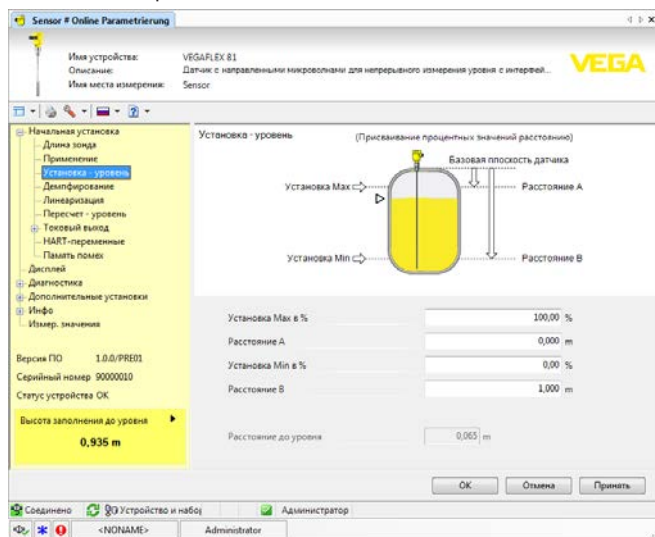 Sensor # Online Parametrierung
Имя устройства: VEGAFLEX 81
Описание: Датчик с направленными микроволнами для непрерывного измерения уровня с интерфей...
Имя места измерения: Sensor
VEGA
Начальная установка
Длина зонда
Применение
Установка - уровень
Демпфирование
Линеаризация
Пересчет - уровень
Токовый выход
HART-переменные
Память помех
Дисплей
Диагностика
Дополнительные установки
Инфо
Измер. значения
Версия ПО 1.0.0/PRE01
Серийный номер 90000010
Статус устройства OK
Высота заполнения до уровня
0,935 m
Установка - уровень (Присваивание процентных значений расстоянию)
Базовая плоскость датчика
Установка Max
Расстояние A
Установка Min
Расстояние B
Установка Max в % 100,00 %
Расстояние A 0,000 m
Установка Min в % 0,00 %
Расстояние B 1,000 m
Расстояние до уровня 0,065 m
OK Отмена Принять
Соединено Устройство и набор Администратор
<NONAME> Administrator